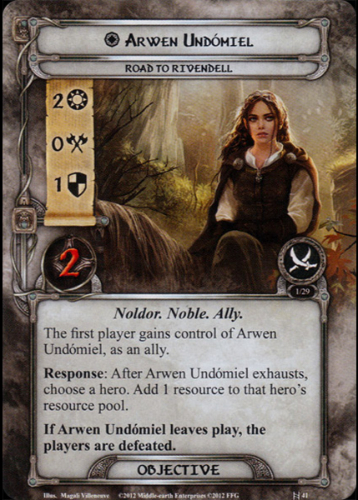 Arwen Undómiel
Road to Rivendell
2
0
1
2
1/29
Noldor. Noble. Ally.
The first player gains control of Arwen
Undómiel, as an ally.
Response: After Arwen Undómiel exhausts,
choose a hero. Add 1 resource to that hero's
resource pool.
If Arwen Undómiel leaves play, the
players are defeated.
Objective
Illus. Magali Villeneuve ©2012 Middle-earth Enterprises ©2012 FFG 41